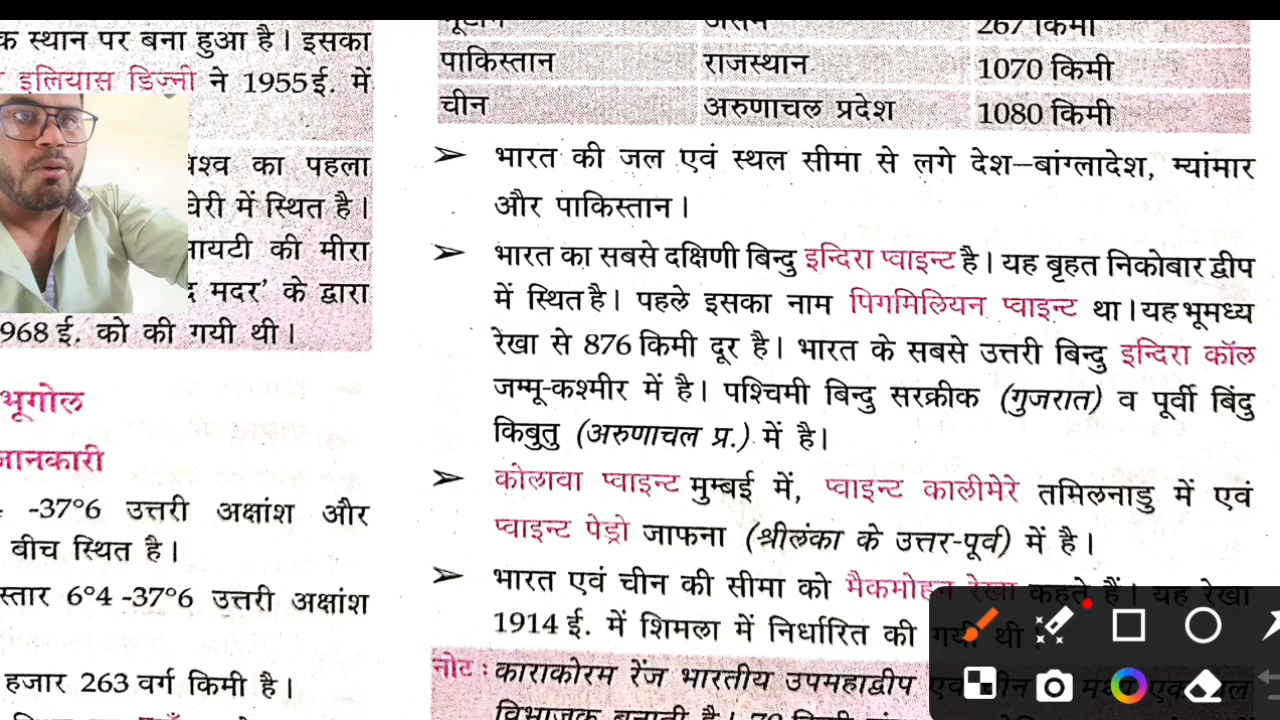 क स्थान पर बना हुआ है। इसका
इलियास डिज्नी ने 1955 ई. में
का पहला
में स्थित है।
की मीरा
मदर' के द्वारा
968 ई. को की गयी थी।
भूगोल
जानकारी
-37°6 उत्तरी अक्षांश और
बीच स्थित है।
स्तार 6°4 -37°6 उत्तरी अक्षांश
हजार 263 वर्ग किमी है।
267 किमी
पाकिस्तान राजस्थान 1070 किमी
चीन अरुणाचल प्रदेश 1080 किमी
➢ भारत की जल एवं स्थल सीमा से लगे देश–बांग्लादेश, म्यांमार
और पाकिस्तान।
➢ भारत का सबसे दक्षिणी बिन्दु इन्दिरा प्वाइन्ट है। यह बृहत निकोबार द्वीप
में स्थित है। पहले इसका नाम पिगमिलियन प्वाइन्ट था। यह भूमध्य
रेखा से 876 किमी दूर है। भारत के सबसे उत्तरी बिन्दु इन्दिरा कॉल
जम्मू-कश्मीर में है। पश्चिमी बिन्दु सरक्रीक (गुजरात) व पूर्वी बिंदु
किबुतु (अरुणाचल प्र.) में है।
➢ कोलावा प्वाइन्ट मुम्बई में, प्वाइन्ट कालीमेरे तमिलनाडु में एवं
प्वाइन्ट पेड्रो जाफना (श्रीलंका के उत्तर-पूर्व) में है।
➢ भारत एवं चीन की सीमा को मैकमोहन रेखा कहते हैं। यह रेखा
1914 ई. में शिमला में निर्धारित की गयी थी।
नोट : काराकोरम रेंज भारतीय उपमहाद्वीप